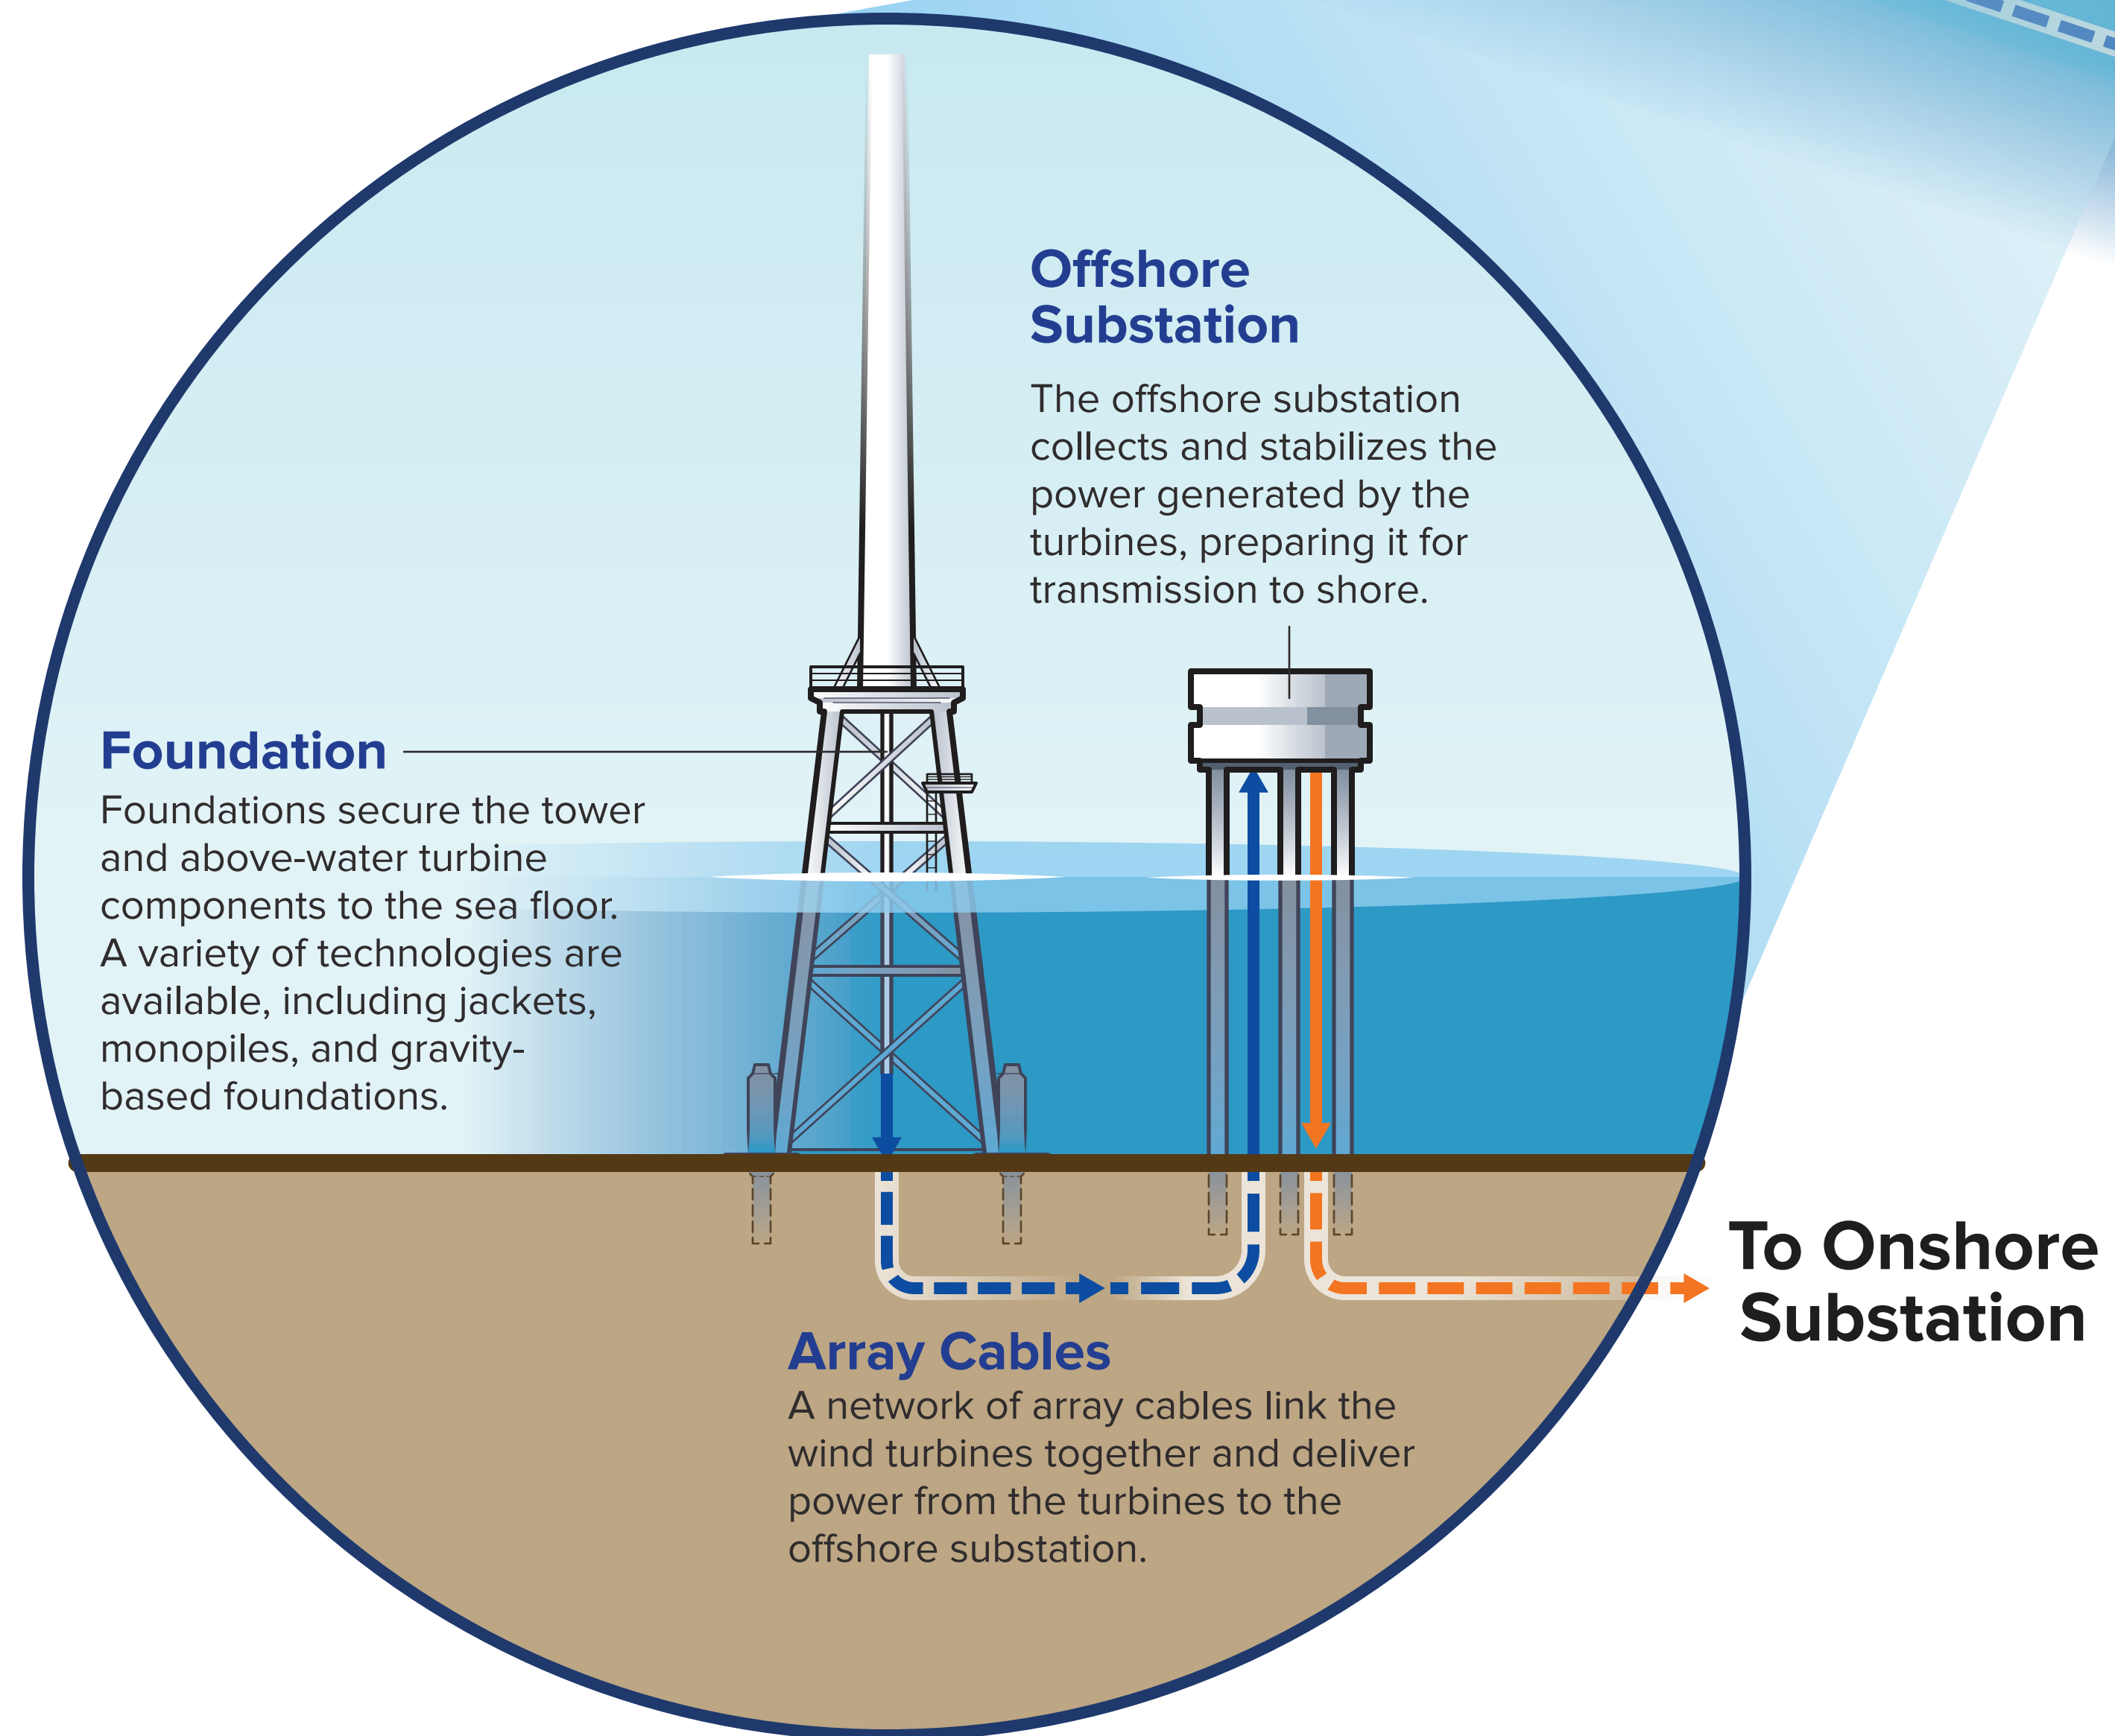 Offshore
Substation
The offshore substation
collects and stabilizes the
power generated by the
turbines, preparing it for
transmission to shore.
Foundation
Foundations secure the tower
and above-water turbine
components to the sea floor.
A variety of technologies are
available, including jackets,
monopiles, and gravity-
based foundations.
To Onshore
Substation
Array Cables
A network of array cables link the
wind turbines together and deliver
power from the turbines to the
offshore substation.